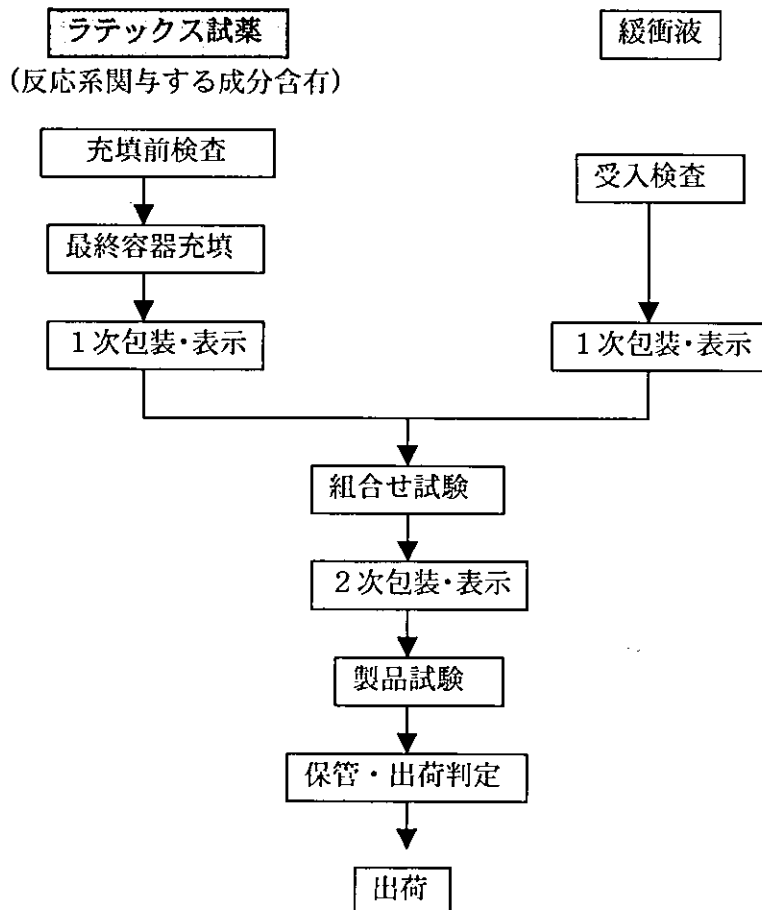 ラテックス試薬
緩衝液
(反応系関与する成分含有)
充填前検査
受入検査
最終容器充填
1次包装・表示
1次包装・表示
組合せ試験
2次包装・表示
製品試験
保管・出荷判定
出荷